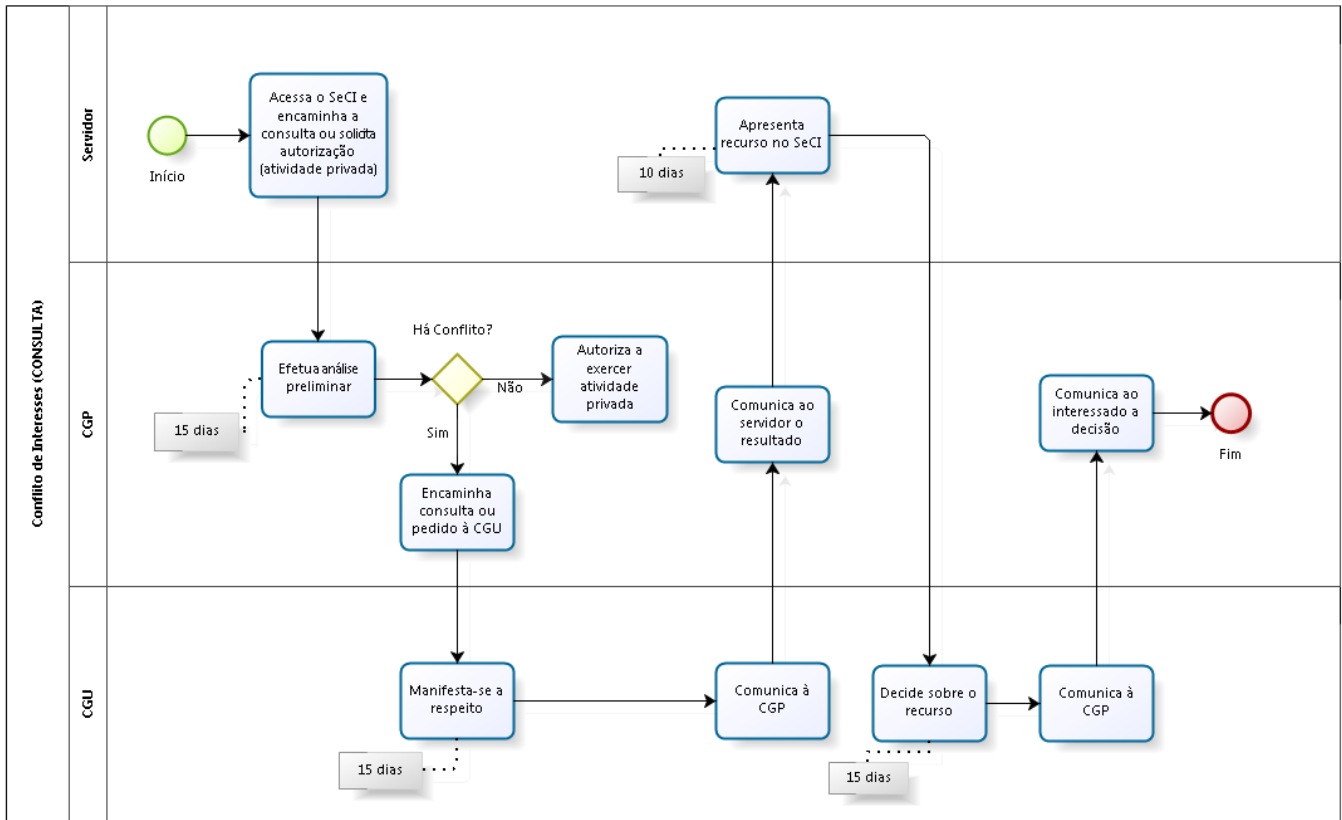 Conflito de Interesses (CONSULTA)
Servidor
Início
Acessa o SeCI e
encaminha a
consulta ou solicita
autorização
(atividade privada)
Apresenta
recurso no SeCI
10 dias
CGP
Efetua análise
preliminar
15 dias
Há Conflito?
Não
Sim
Autoriza a
exercer
atividade
privada
Encaminha
consulta ou
pedido à CGU
Comunica ao
servidor o
resultado
Comunica ao
interessado a
decisão
Fim
CGU
Manifesta-se a
respeito
15 dias
Comunica à
CGP
Decide sobre o
recurso
15 dias
Comunica à
CGP